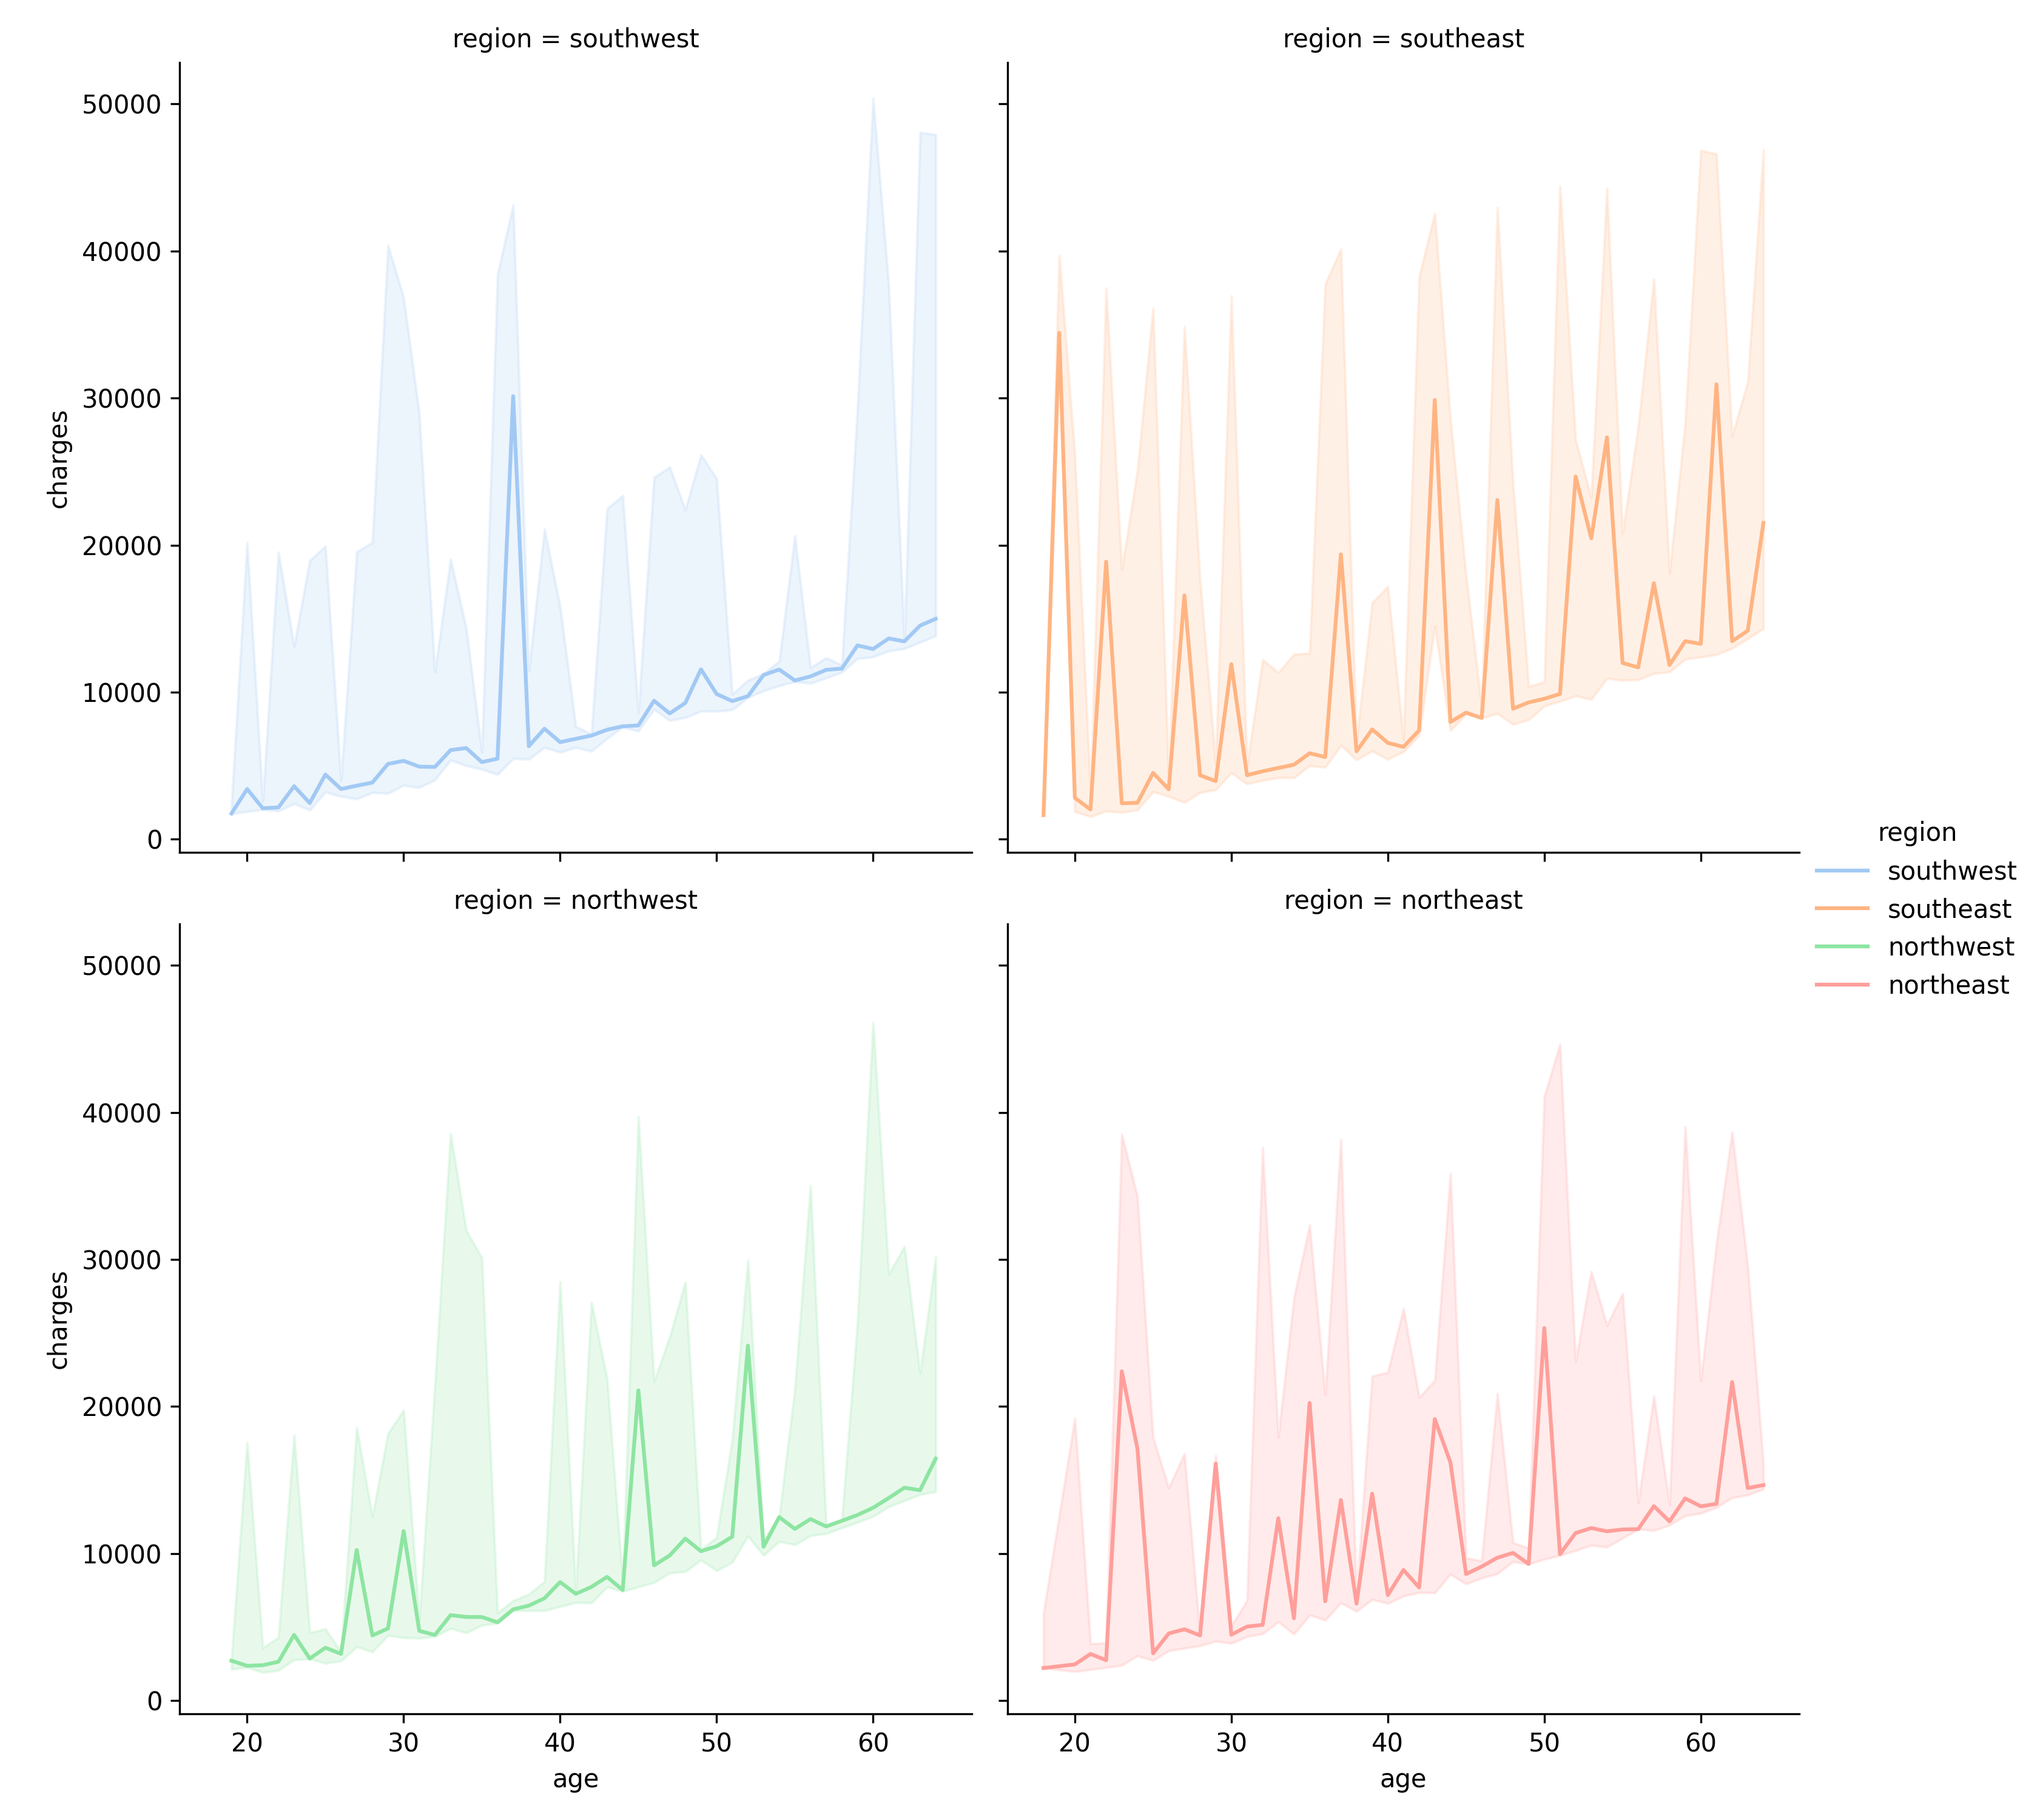 region = southwest
region = southeast
50000
40000
30000
20000
10000
0
charges
region = northwest
region = northeast
50000
40000
30000
20000
10000
0
charges
20 30 40 50 60
20 30 40 50 60
age
age
region
southwest
southeast
northwest
northeast